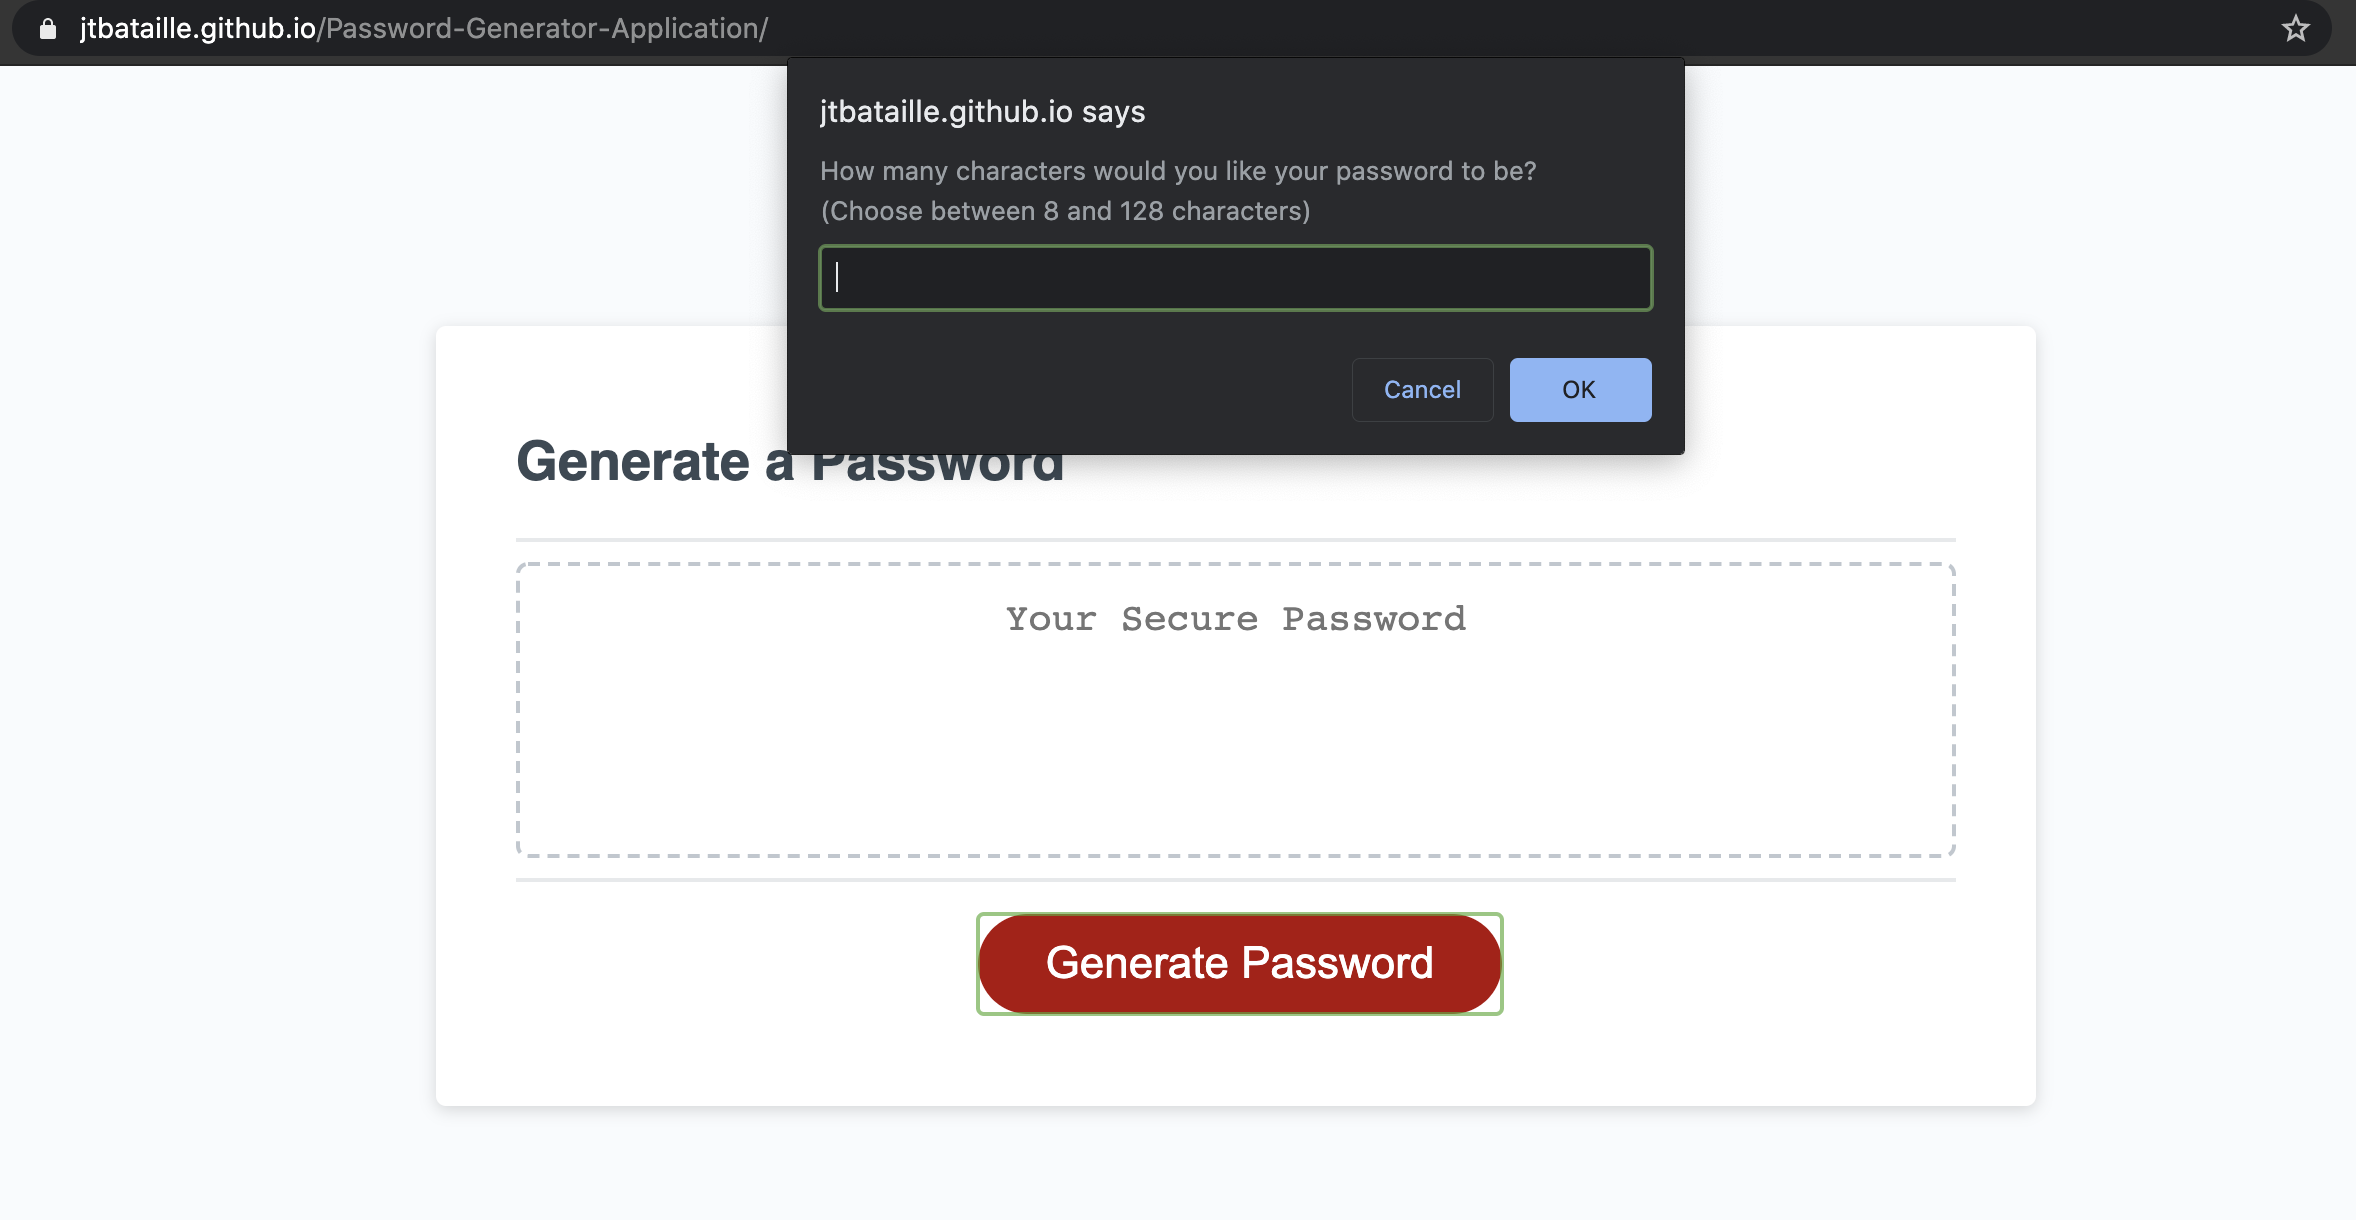 jtbataille.github.io/Password-Generator-Application/
jtbataille.github.io says
How many characters would you like your password to be?
(Choose between 8 and 128 characters)
Cancel
OK
Generate a Password
Your Secure Password
Generate Password